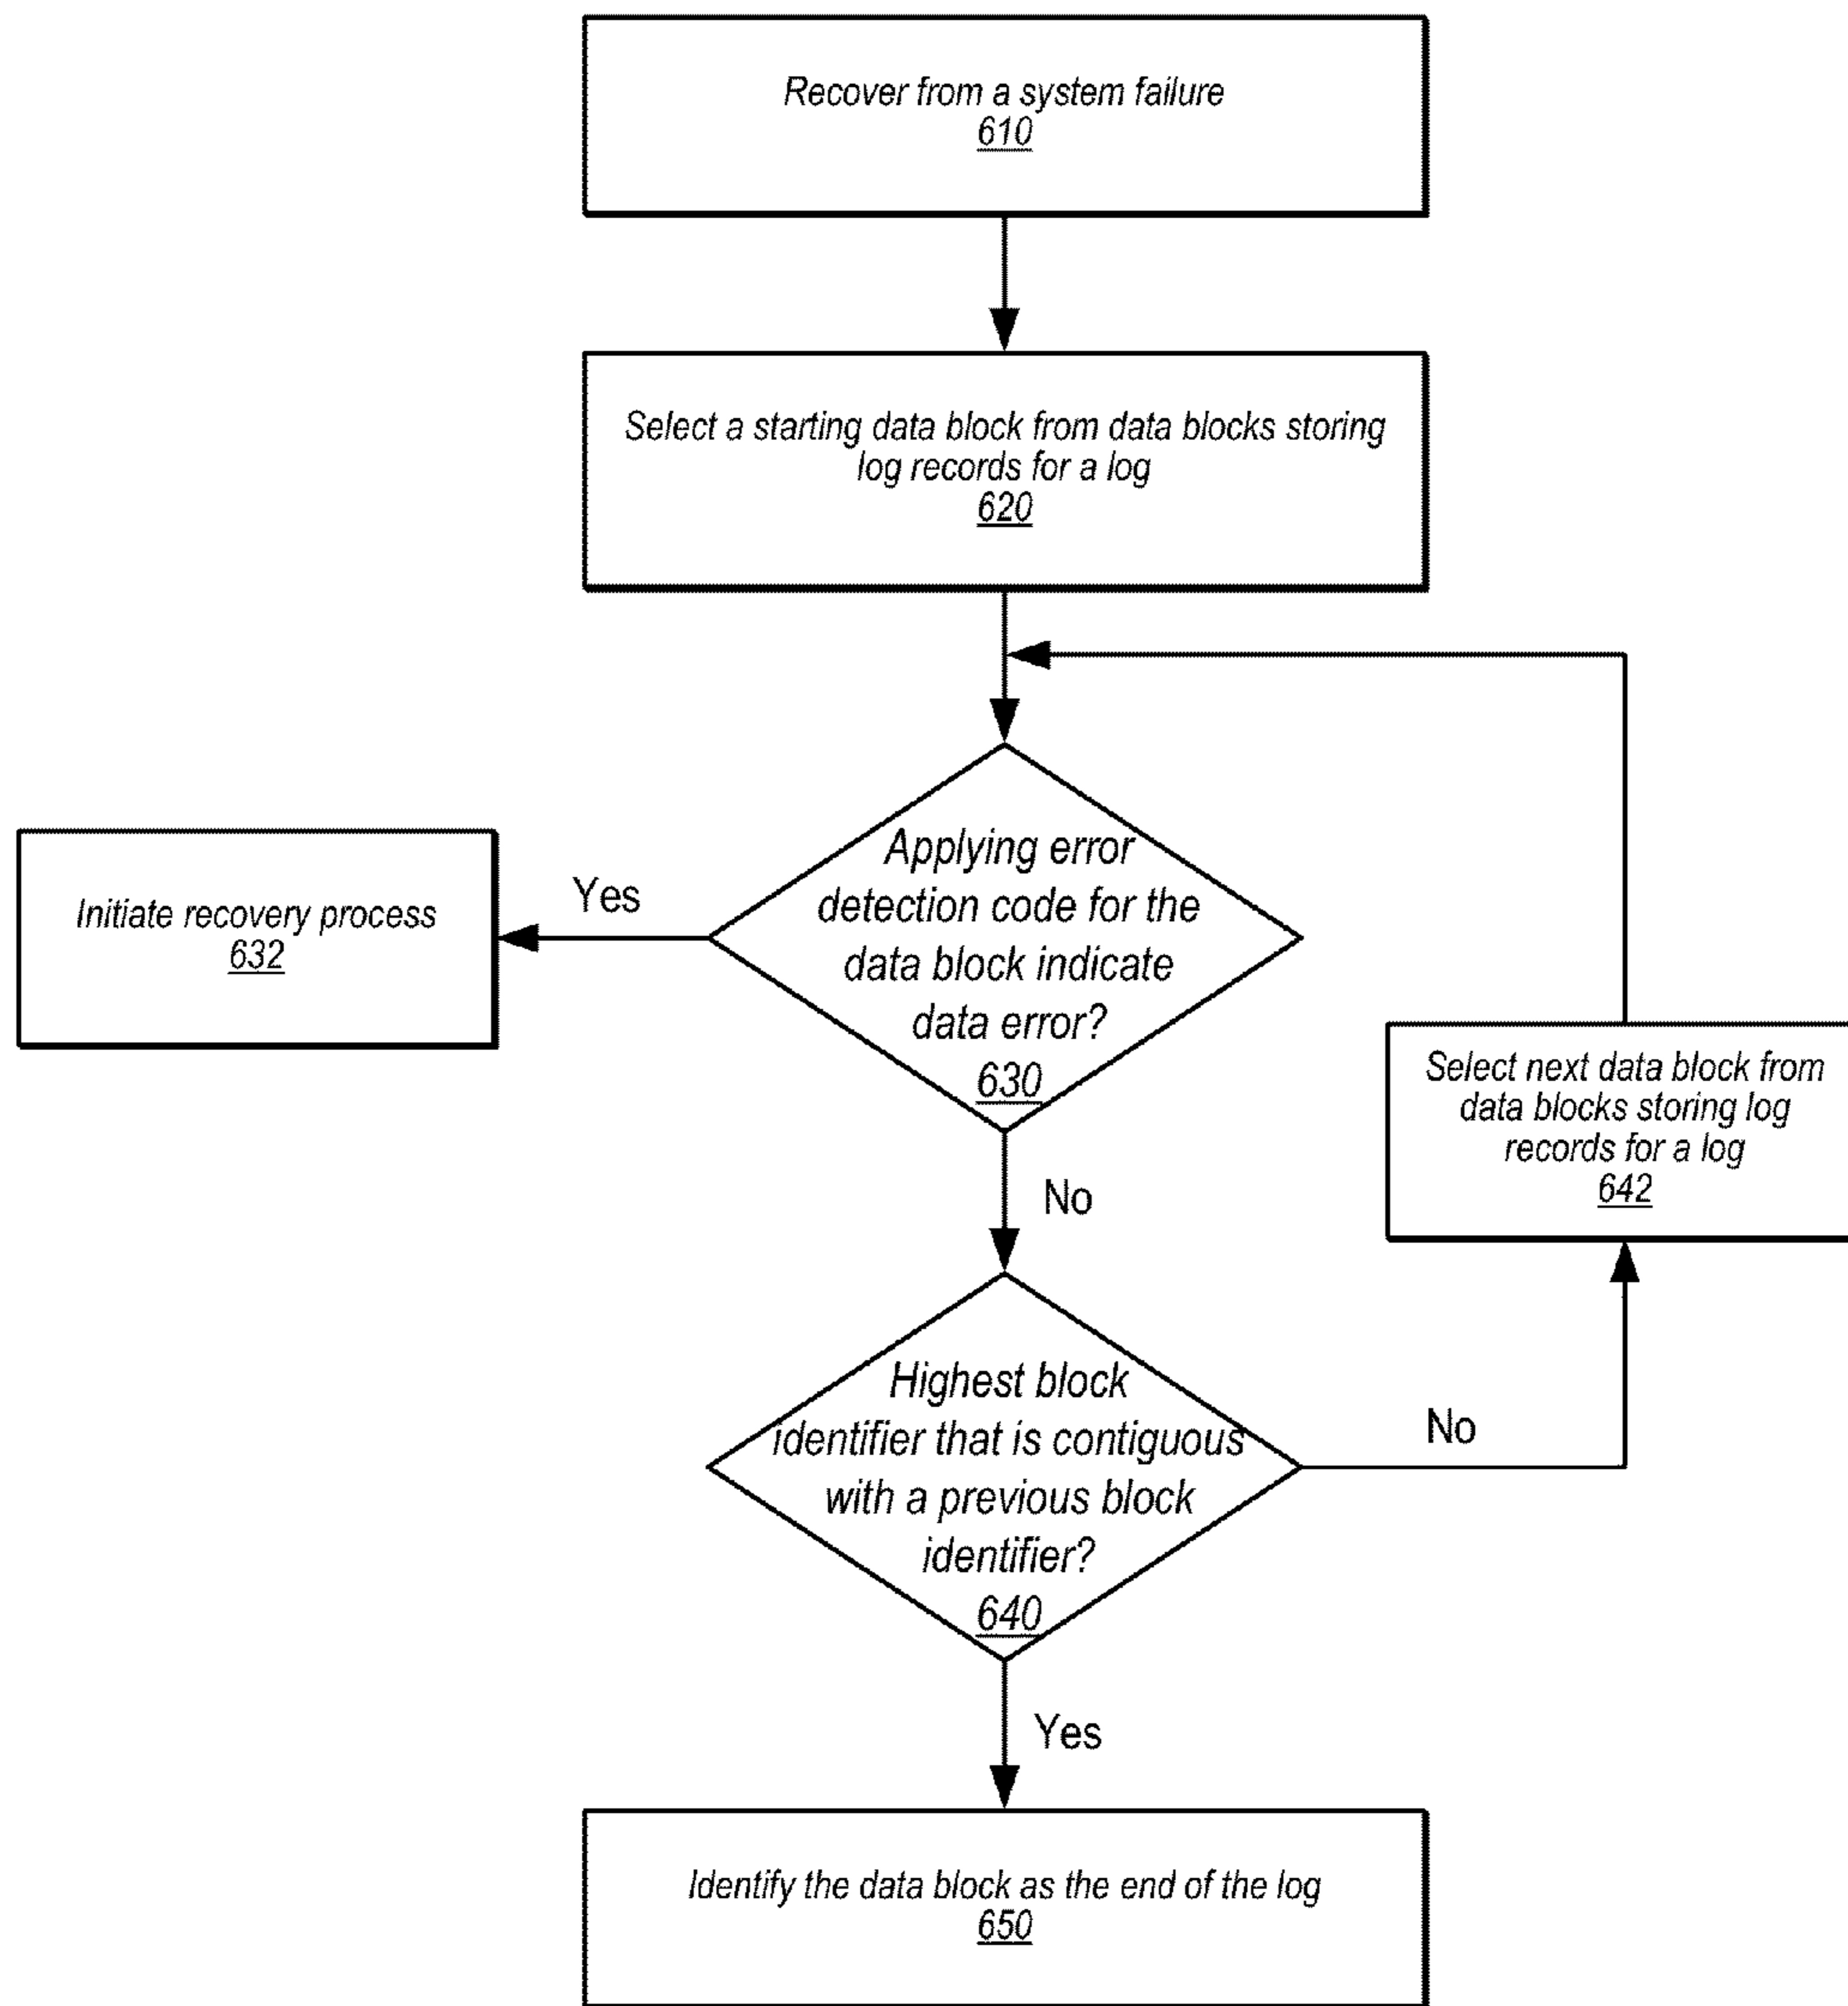 Recover from a system failure
610
Select a starting data block from data blocks storing
log records for a log
620
Applying error
detection code for the
data block indicate
data error?
630
Yes
Initiate recovery process
632
No
Select next data block from
data blocks storing log
records for a log
642
Highest block
identifier that is contiguous
with a previous block
identifier?
640
No
Yes
Identify the data block as the end of the log
650